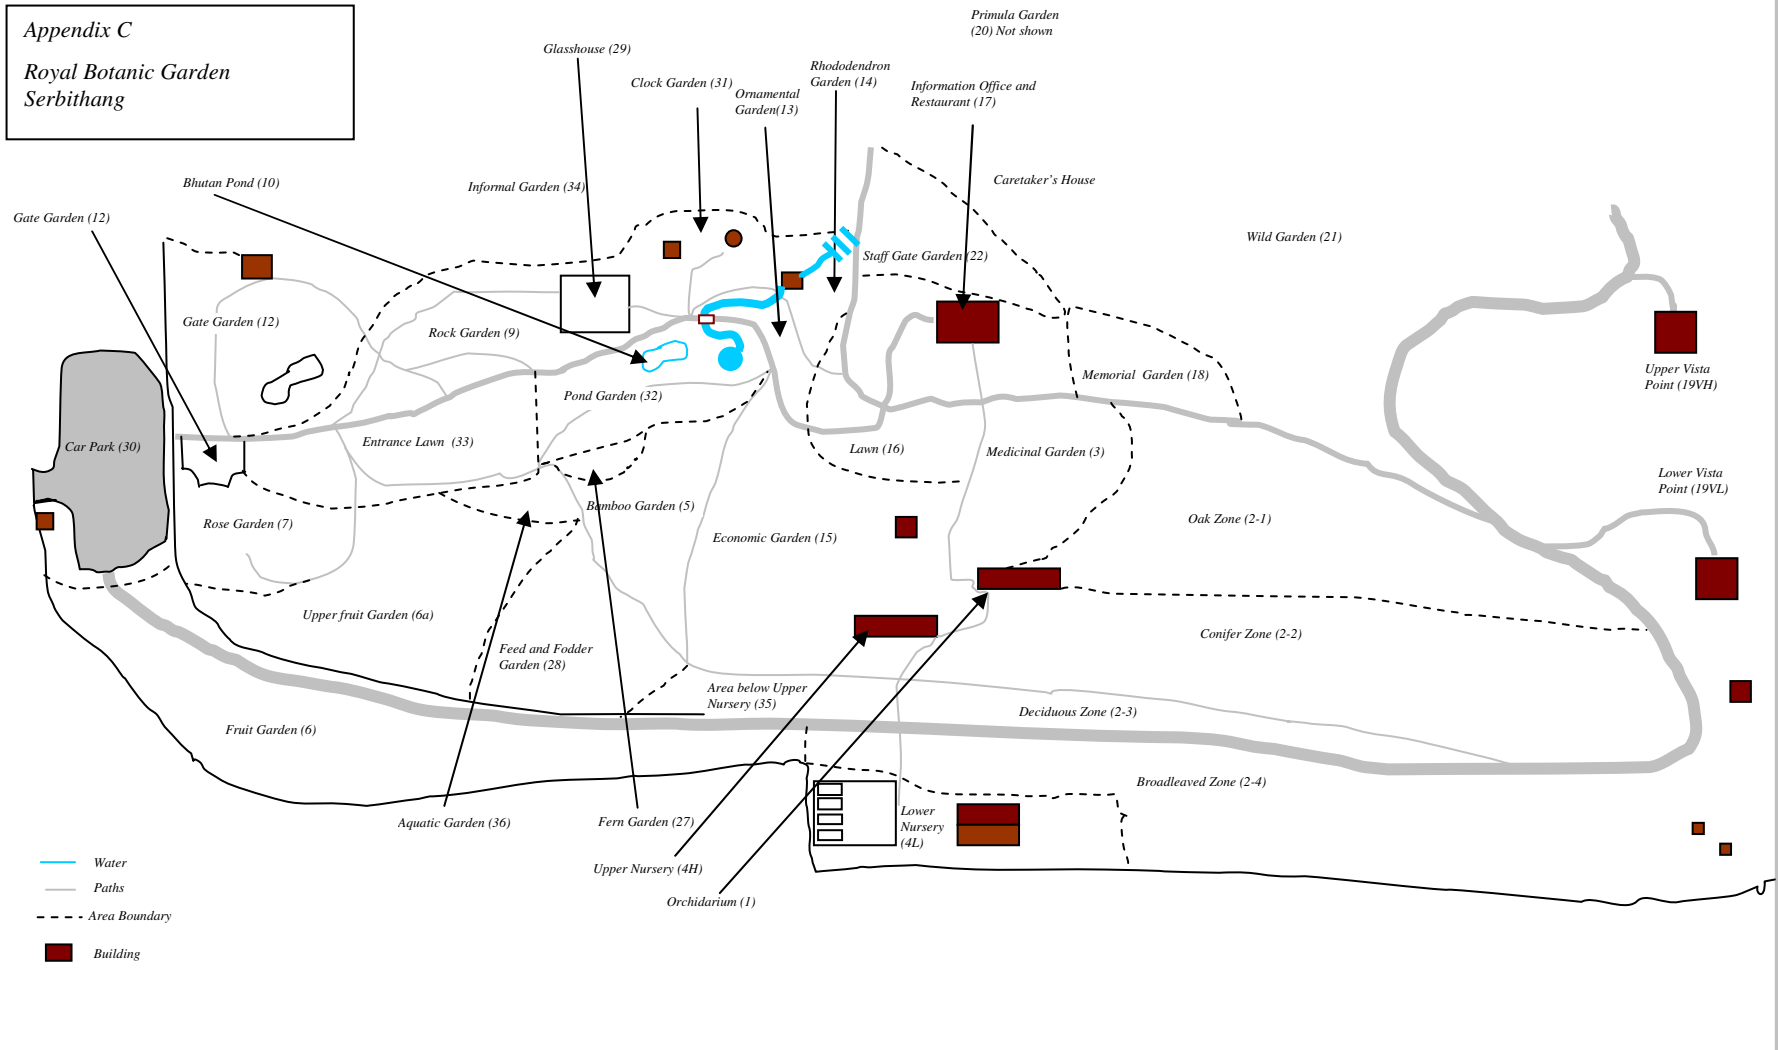 Appendix C
Royal Botanic Garden
Serbithang
Primula Garden
(20) Not shown
Glasshouse (29)
Clock Garden (31)
Ornamental
Garden(13)
Rhododendron
Garden (14)
Information Office and
Restaurant (17)
Bhutan Pond (10)
Informal Garden (34)
Caretaker's House
Gate Garden (12)
Wild Garden (21)
Staff Gate Garden (22)
Gate Garden (12)
Rock Garden (9)
Memorial Garden (18)
Upper Vista
Point (19VH)
Pond Garden (32)
Car Park (30)
Entrance Lawn (33)
Lawn (16)
Medicinal Garden (3)
Lower Vista
Point (19VL)
Rose Garden (7)
Bamboo Garden (5)
Economic Garden (15)
Oak Zone (2-1)
Upper fruit Garden (6a)
Feed and Fodder
Garden (28)
Conifer Zone (2-2)
Area below Upper
Nursery (35)
Deciduous Zone (2-3)
Fruit Garden (6)
Broadleaved Zone (2-4)
Aquatic Garden (36)
Fern Garden (27)
Lower
Nursery
(4L)
Upper Nursery (4H)
Orchidarium (1)
Water
Paths
Area Boundary
Building